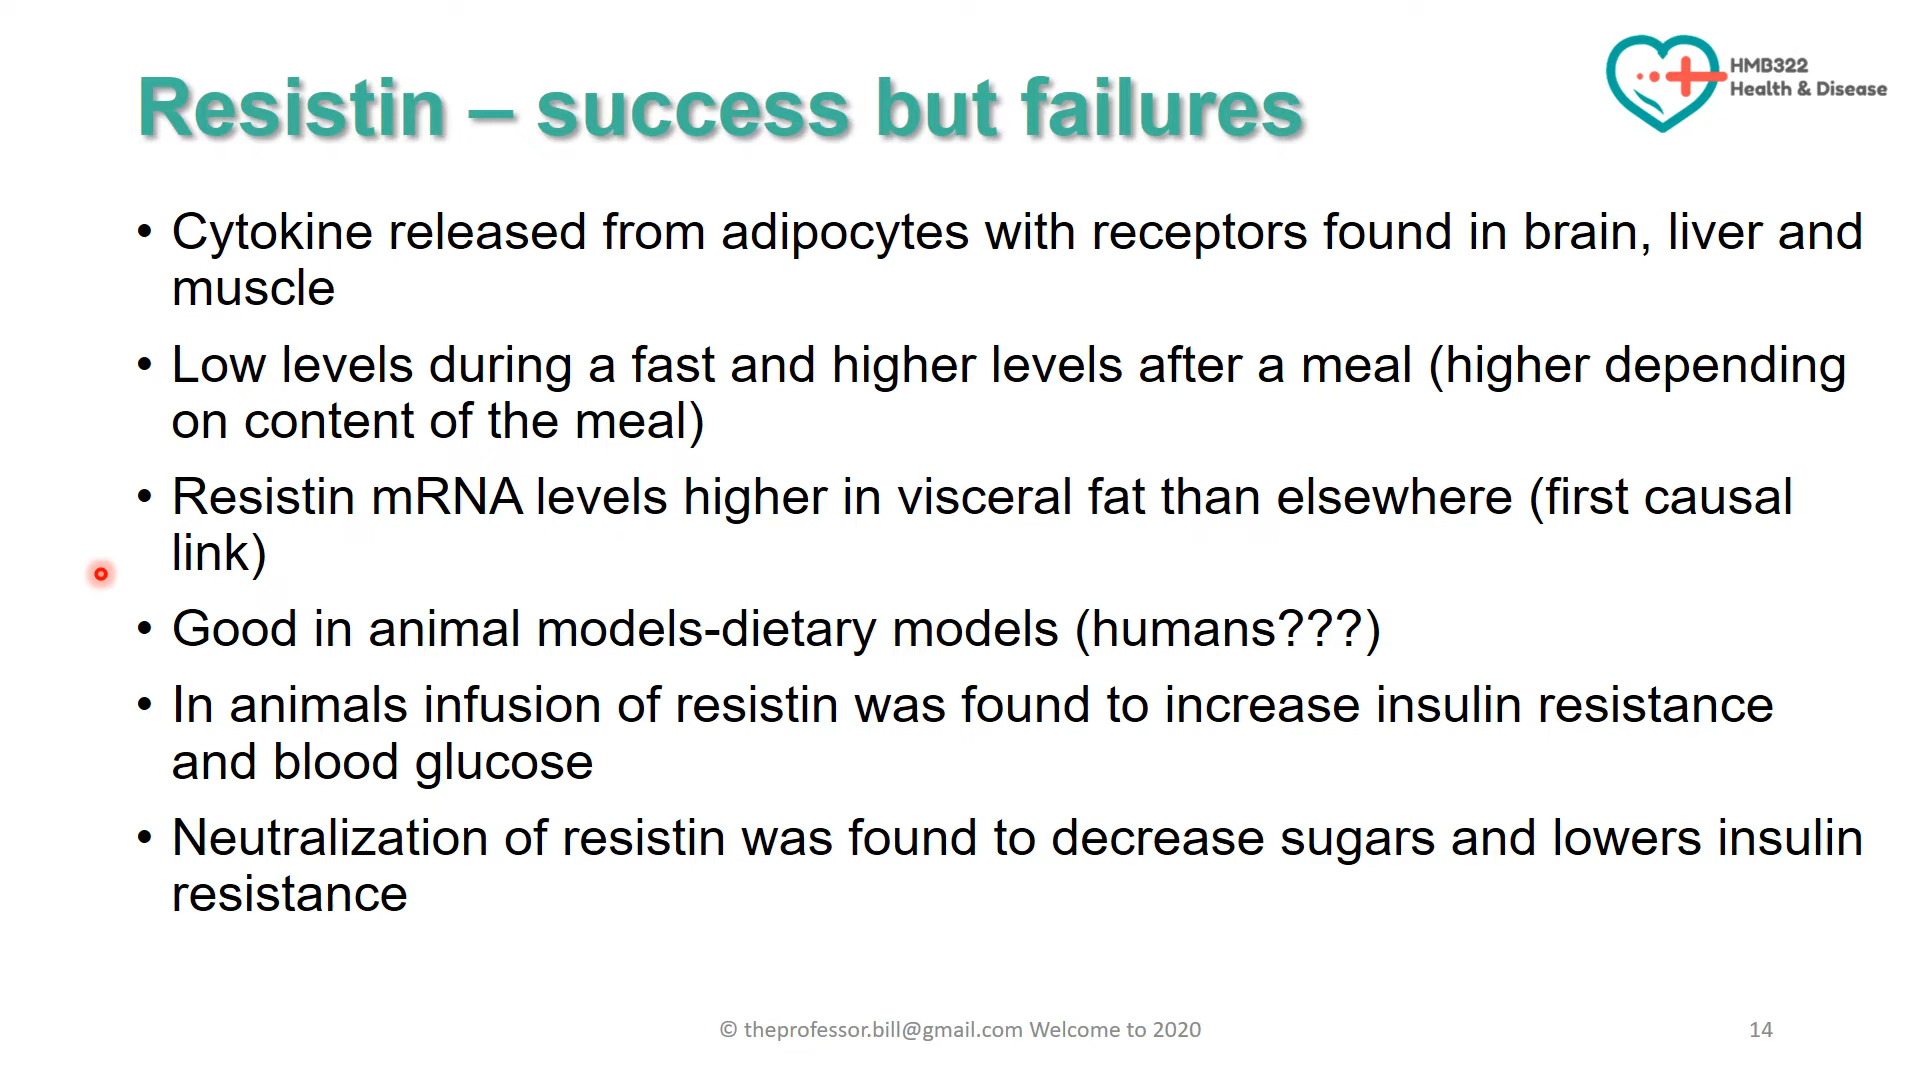 Resistin – success but failures
HMB322
Health & Disease
• Cytokine released from adipocytes with receptors found in brain, liver and
muscle
• Low levels during a fast and higher levels after a meal (higher depending
on content of the meal)
• Resistin mRNA levels higher in visceral fat than elsewhere (first causal
link)
• Good in animal models-dietary models (humans???)
• In animals infusion of resistin was found to increase insulin resistance
and blood glucose
• Neutralization of resistin was found to decrease sugars and lowers insulin
resistance
© theprofessor.bill@gmail.com Welcome to 2020
14